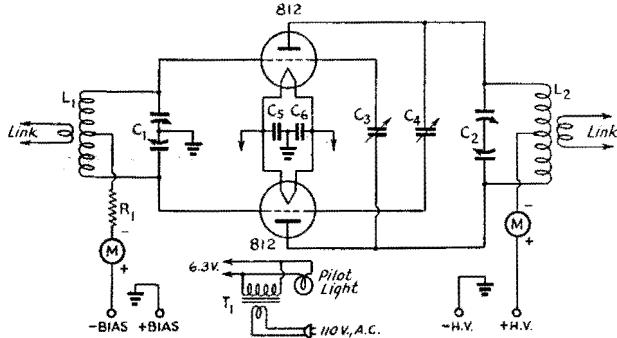 812
L1
Link
C1
C5 C6
C3
C4
C2
L2
Link
R1
M
812
M
6.3V.
Pilot
Light
T1
110V., A.C.
-BIAS +BIAS
-H.V. +H.V.